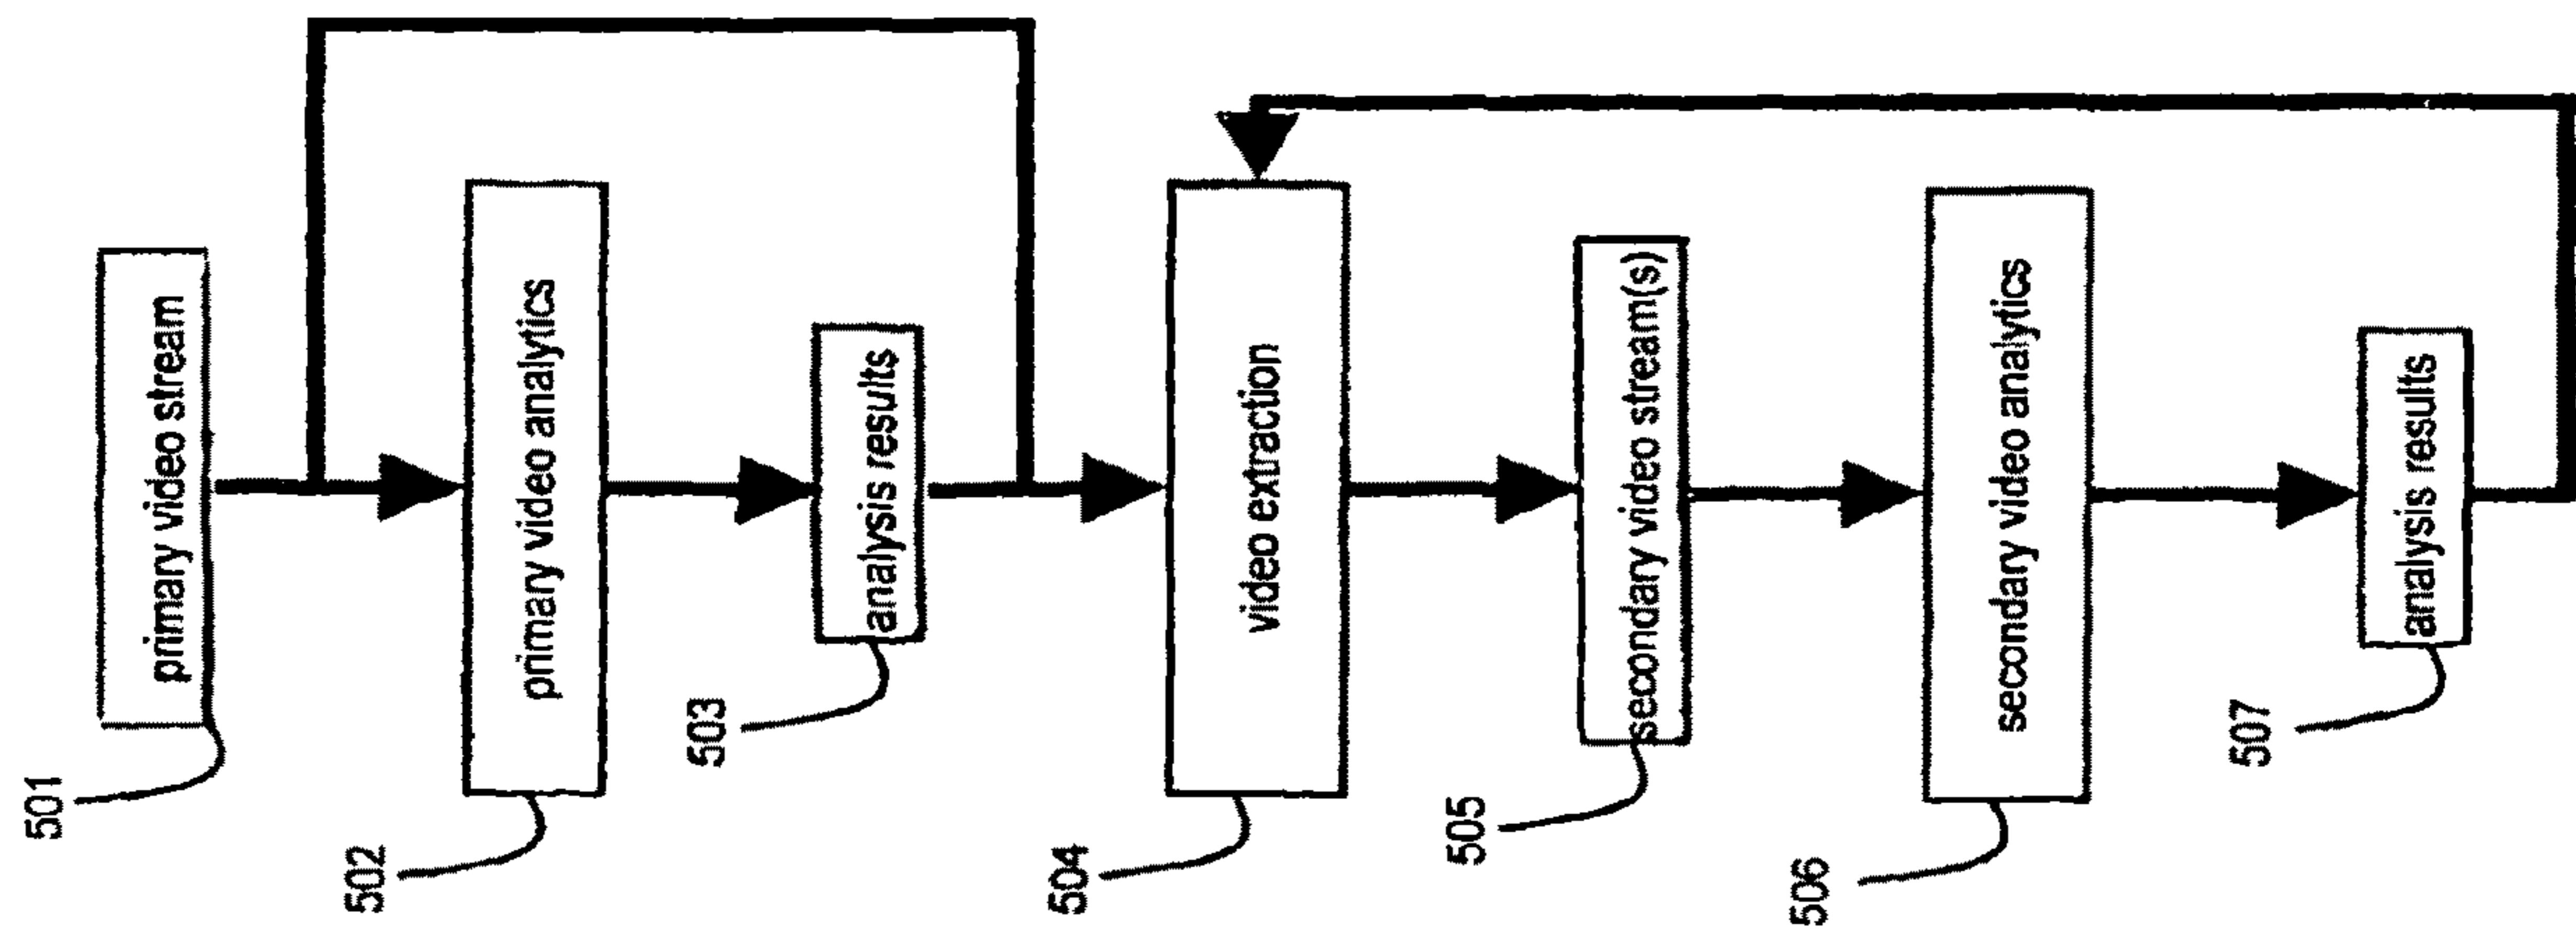 501
primary video stream
502
primary video analytics
503
analysis results
504
video extraction
505
secondary video stream(s)
506
secondary video analytics
507
analysis results